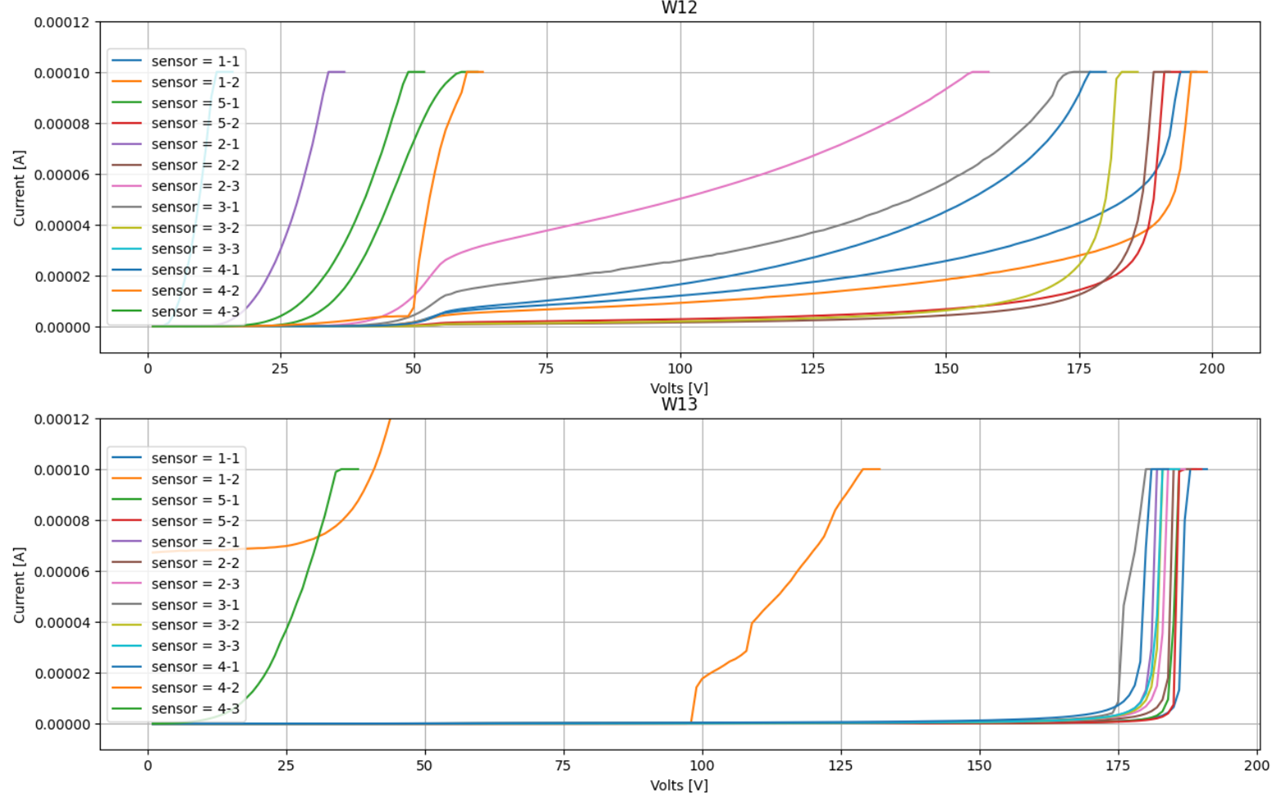 W12
0.00012
0.00010
0.00008
0.00006
0.00004
0.00002
0.00000
Current [A]
sensor = 1-1
sensor = 1-2
sensor = 5-1
sensor = 5-2
sensor = 2-1
sensor = 2-2
sensor = 2-3
sensor = 3-1
sensor = 3-2
sensor = 3-3
sensor = 4-1
sensor = 4-2
sensor = 4-3
0 25 50 75 100 125 150 175 200
Volts [V]
W13
0.00012
0.00010
0.00008
0.00006
0.00004
0.00002
0.00000
Current [A]
sensor = 1-1
sensor = 1-2
sensor = 5-1
sensor = 5-2
sensor = 2-1
sensor = 2-2
sensor = 2-3
sensor = 3-1
sensor = 3-2
sensor = 3-3
sensor = 4-1
sensor = 4-2
sensor = 4-3
0 25 50 75 100 125 150 175 200
Volts [V]